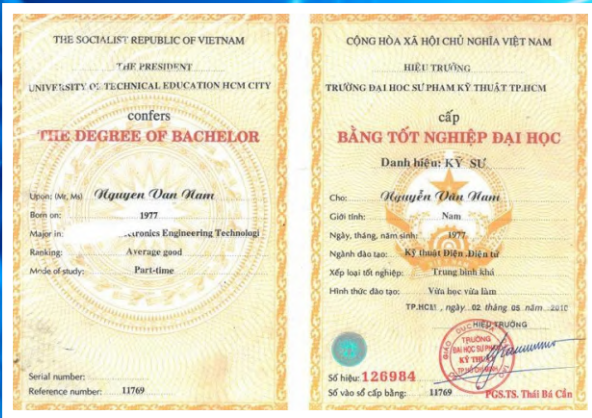 THE SOCIALIST REPUBLIC OF VIETNAM
THE PRESIDENT
UNIVERSITY OF TECHNICAL EDUCATION HCM CITY
confers
THE DEGREE OF BACHELOR
Upon: (Mr, Ms) Nguyen Van Nam
Born on: 1977
Major in: ctronics Engineering Technologi
Ranking: Average good
Mode of study: Part-time
Serial number:
Reference number: 11769
CỘNG HÒA XÃ HỘI CHỦ NGHĨA VIỆT NAM
HIỆU TRƯỞNG
TRƯỜNG ĐẠI HỌC SƯ PHẠM KỸ THUẬT TP.HCM
cấp
BẰNG TỐT NGHIỆP ĐẠI HỌC
Danh hiệu: KỸ SƯ
Cho: Nguyễn Văn Nam
Giới tính: Nam
Ngày, tháng, năm sinh: 1977
Ngành đào tạo: Kỹ thuật Điện .Điện tử
Xếp loại tốt nghiệp: Trung bình khá
Hình thức đào tạo: Vừa học vừa làm
TP.HCM , ngày 02 tháng 05 năm 2010
HIỆU TRƯỞNG
TRƯỜNG
ĐẠI HỌC SƯ PHẠM
KỸ THUẬT
Số hiệu: 126984
Số vào sổ cấp bằng: 11769
PGS.TS. Thái Bá Cần